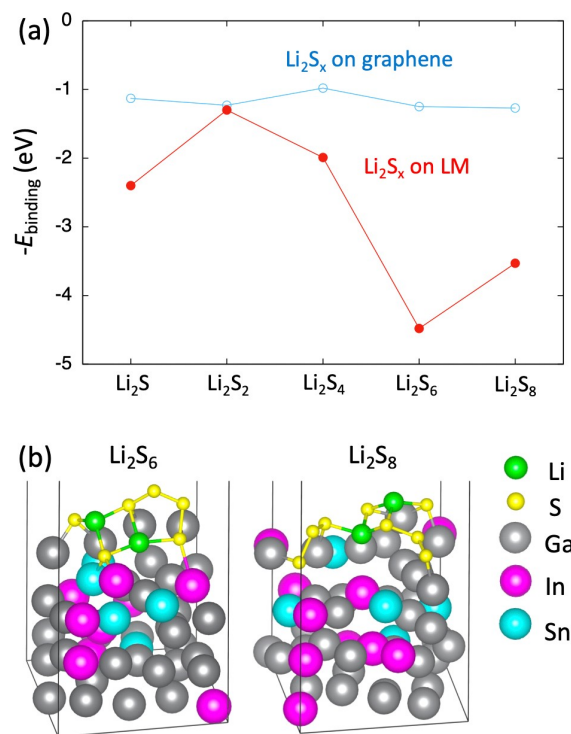 (a)
0
-1
-2
-3
-4
-5
-E_binding (eV)
Li₂Sₓ on graphene
Li₂Sₓ on LM
Li₂S Li₂S₂ Li₂S₄ Li₂S₆ Li₂S₈
(b)
Li₂S₆ Li₂S₈
Li
S
Ga
In
Sn